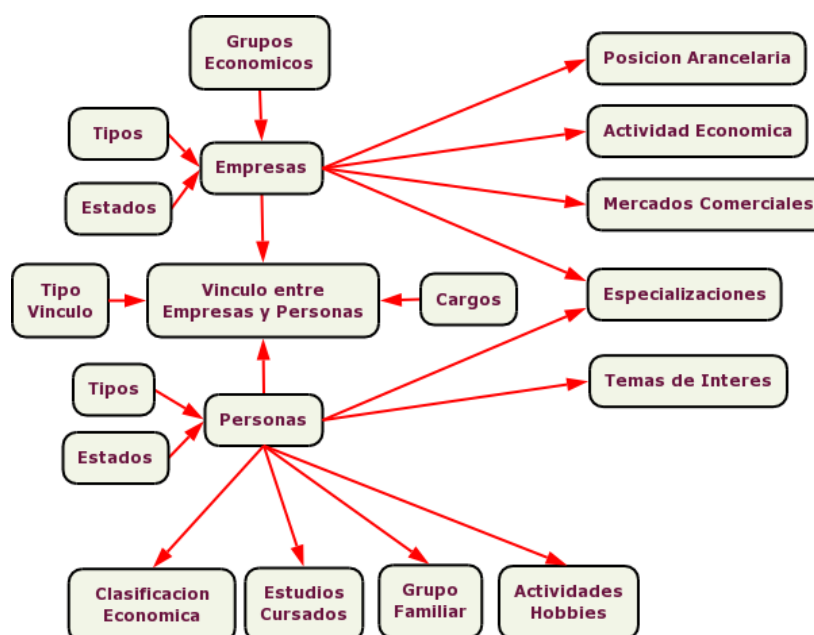 Grupos
Economicos
Posicion Arancelaria
Tipos
Actividad Economica
Empresas
Estados
Mercados Comerciales
Tipo
Vinculo
Vinculo entre
Empresas y Personas
Cargos
Especializaciones
Tipos
Temas de Interes
Personas
Estados
Clasificacion
Economica
Estudios
Cursados
Grupo
Familiar
Actividades
Hobbies